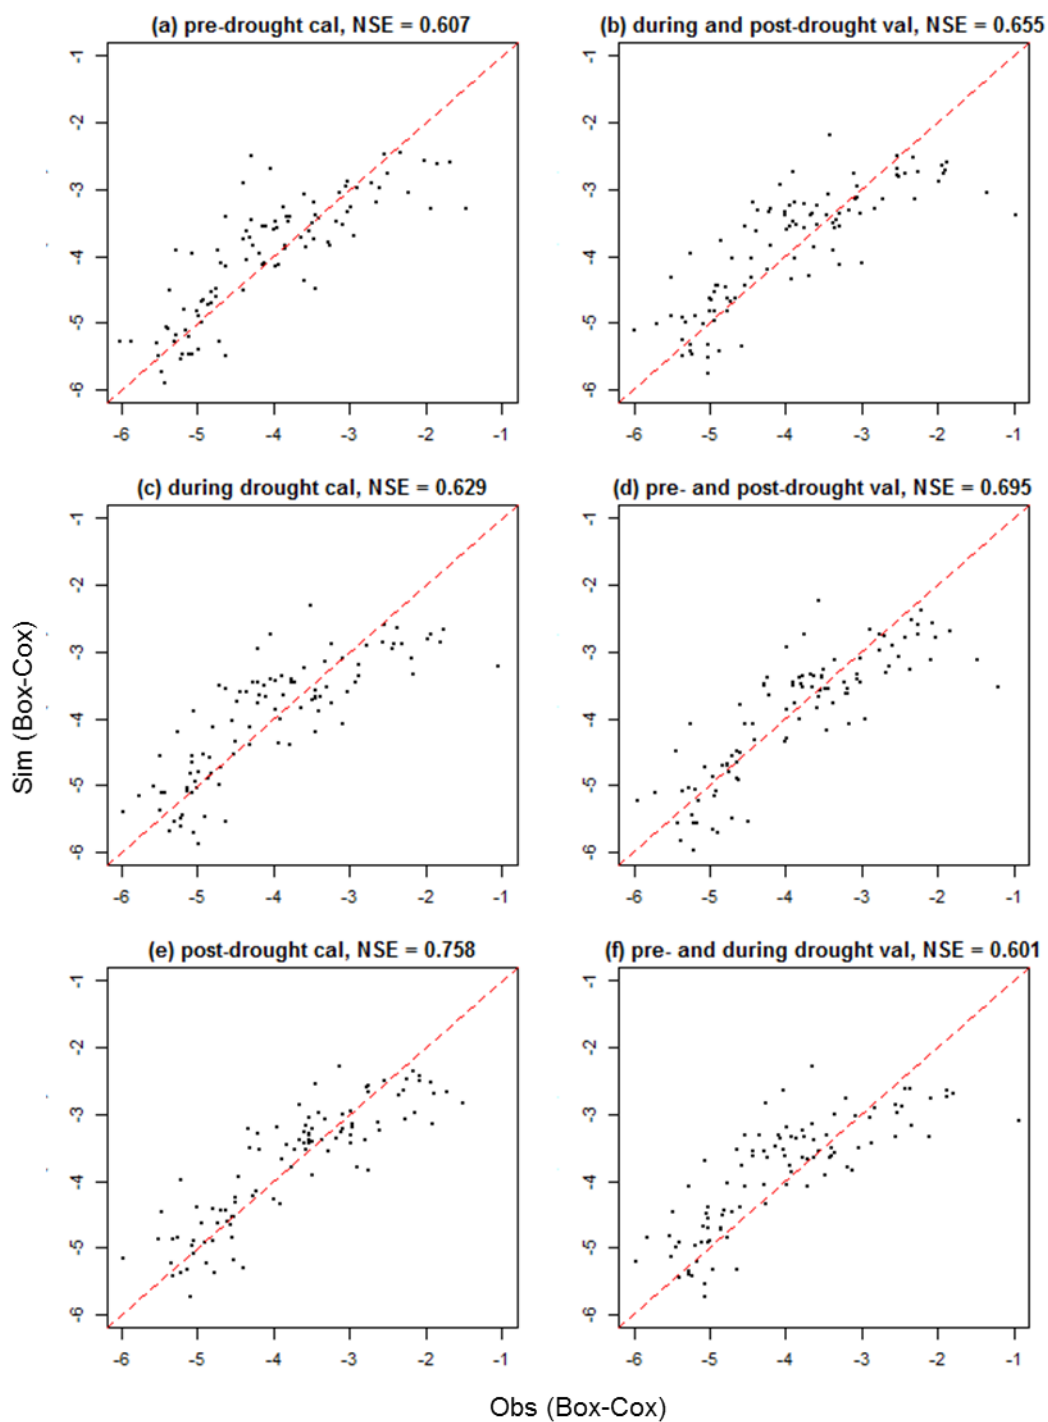 (a) pre-drought cal, NSE = 0.607
(b) during and post-drought val, NSE = 0.655
-1
-2
-3
-4
-5
-6
-6 -5 -4 -3 -2 -1
-1
-2
-3
-4
-5
-6
-6 -5 -4 -3 -2 -1
(c) during drought cal, NSE = 0.629
(d) pre- and post-drought val, NSE = 0.695
-1
-2
-3
-4
-5
-6
-6 -5 -4 -3 -2 -1
-1
-2
-3
-4
-5
-6
-6 -5 -4 -3 -2 -1
Sim (Box-Cox)
(e) post-drought cal, NSE = 0.758
(f) pre- and during drought val, NSE = 0.601
-1
-2
-3
-4
-5
-6
-6 -5 -4 -3 -2 -1
-1
-2
-3
-4
-5
-6
-6 -5 -4 -3 -2 -1
Obs (Box-Cox)